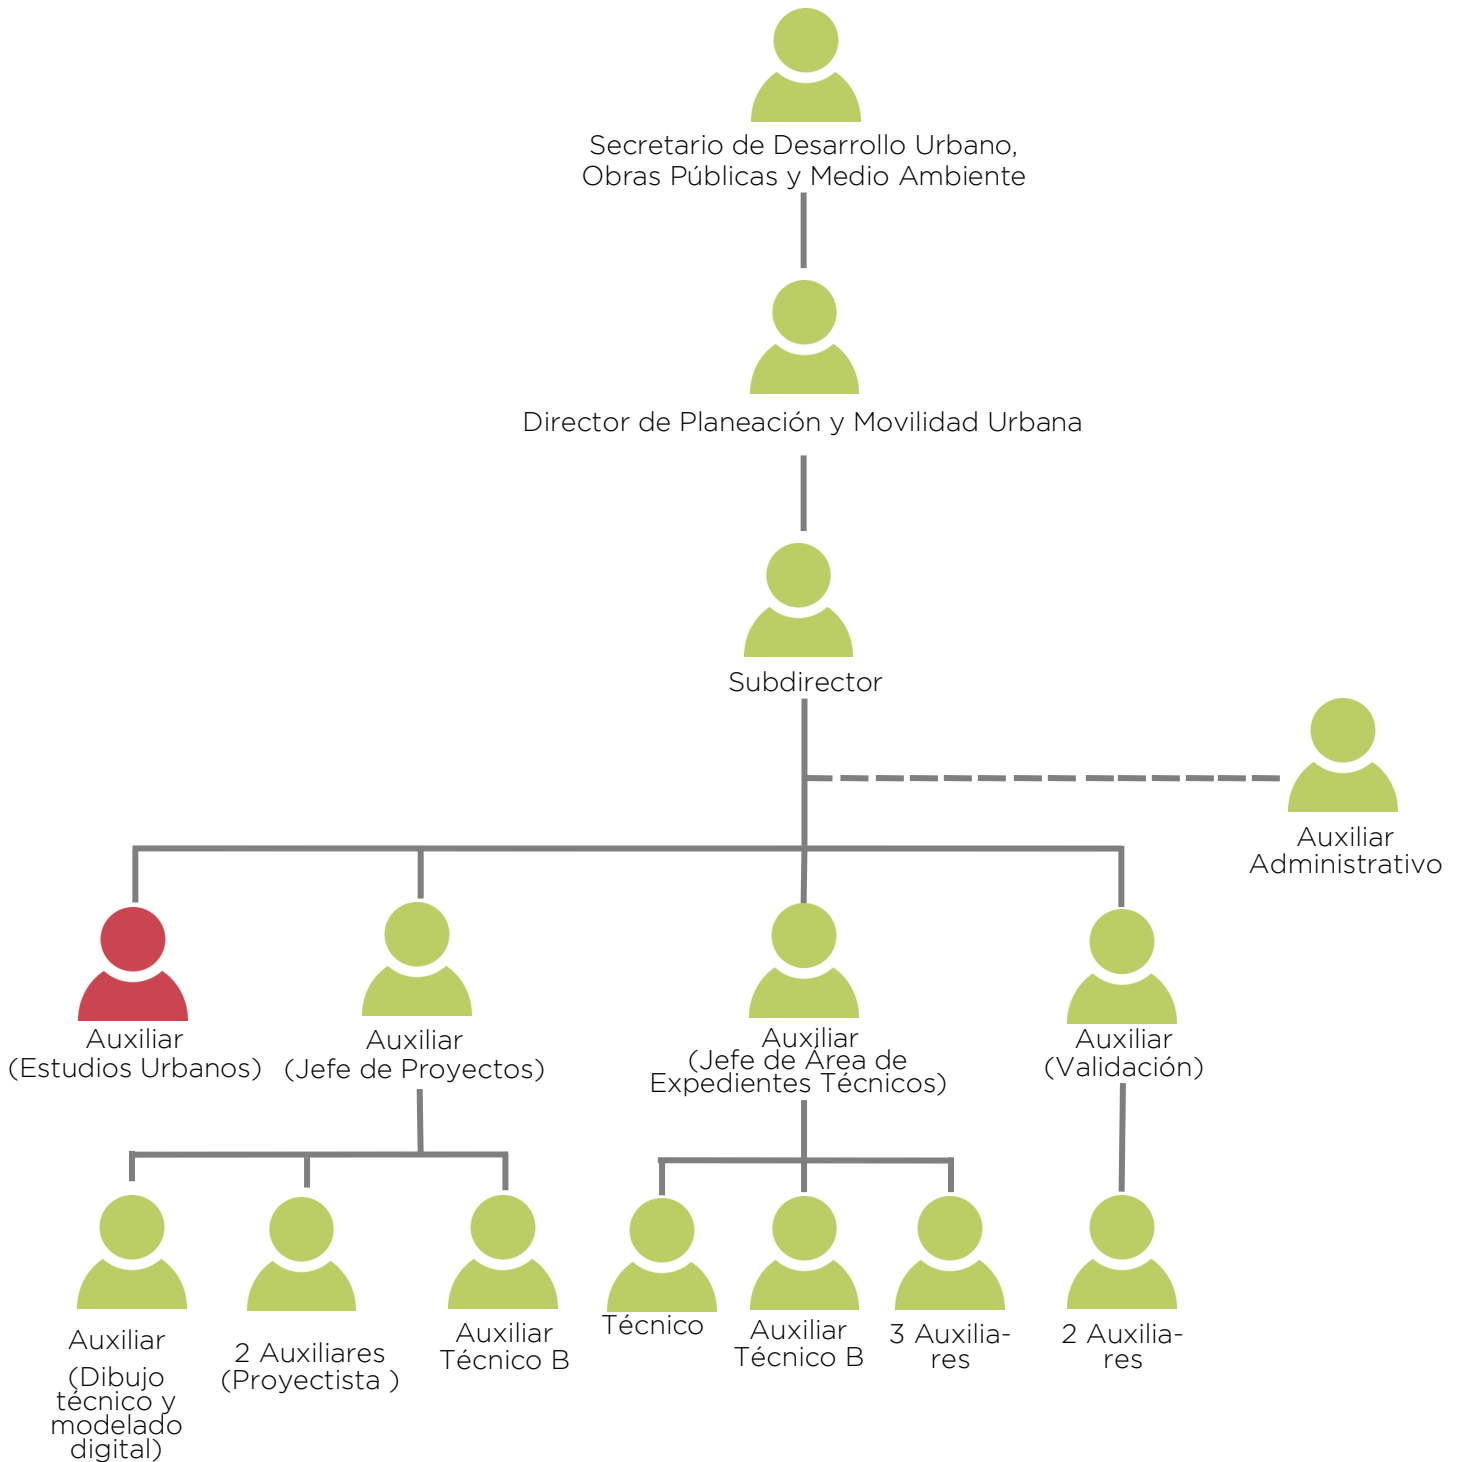 Secretario de Desarrollo Urbano,
Obras Públicas y Medio Ambiente
Director de Planeación y Movilidad Urbana
Subdirector
Auxiliar
Administrativo
Auxiliar
(Estudios Urbanos)
Auxiliar
(Jefe de Proyectos)
Auxiliar
(Jefe de Área de
Expedientes Técnicos)
Auxiliar
(Validación)
Auxiliar
(Dibujo
técnico y
modelado
digital)
2 Auxiliares
(Proyectista )
Auxiliar
Técnico B
Técnico
Auxiliar
Técnico B
3 Auxilia-
res
2 Auxilia-
res